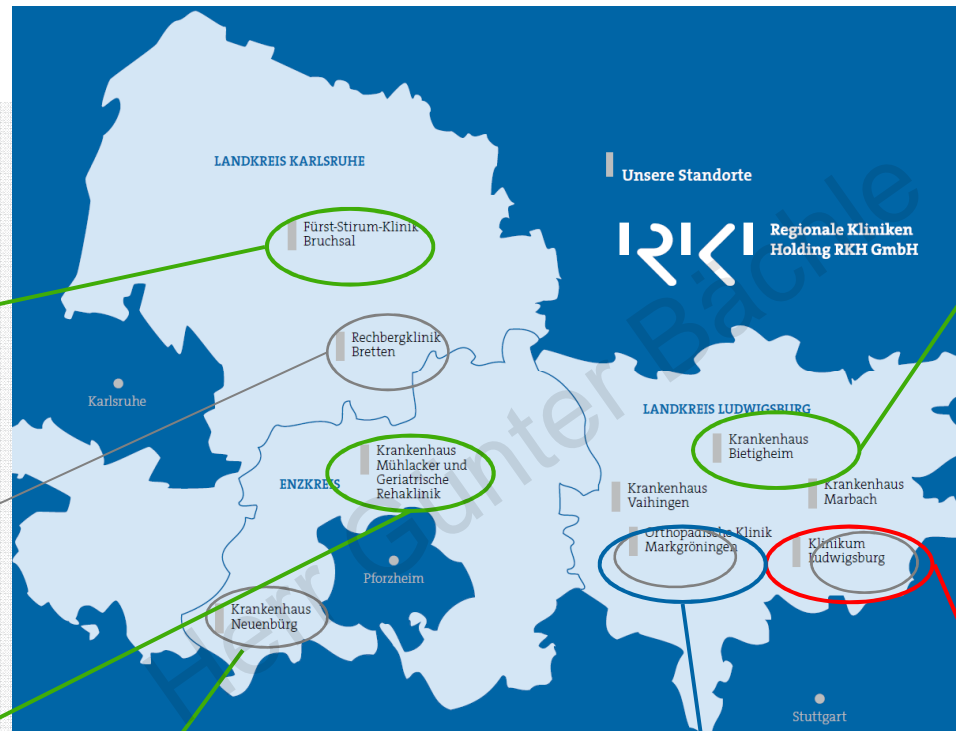 LANDKREIS KARLSRUHE
Unsere Standorte
Fürst-Stirum-Klinik
Bruchsal
RKH
Regionale Kliniken
Holding RKH GmbH
Rechbergklinik
Bretten
Karlsruhe
LANDKREIS LUDWIGSBURG
Krankenhaus
Bietigheim
Krankenhaus
Mühlacker und
Geriatrische
Rehaklinik
ENZKREIS
Krankenhaus
Vaihingen
Krankenhaus
Marbach
Orthopädische Klinik
Markgröningen
Klinikum
Ludwigsburg
Pforzheim
Krankenhaus
Neuenbürg
Stuttgart
Herr Günter Bächle